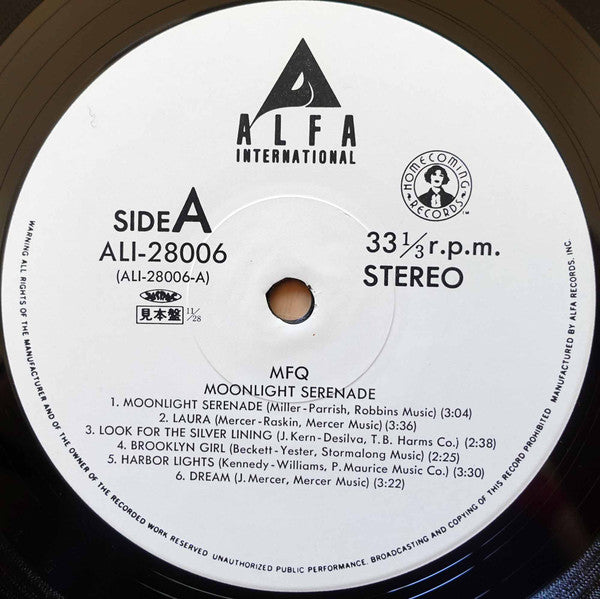 ALFA
INTERNATIONAL
HOMECOMING
RECORDS
TM
SIDE A
ALI-28006
(ALI-28006-A)
見本盤 11/28
33 1/3 r.p.m.
STEREO
MFQ
MOONLIGHT SERENADE
1. MOONLIGHT SERENADE (Miller-Parrish, Robbins Music) (3:04)
2. LAURA (Mercer-Raskin, Mercer Music) (3:36)
3. LOOK FOR THE SILVER LINING (J. Kern-Desilva, T.B. Harms Co.) (2:38)
4. BROOKLYN GIRL (Beckett-Yester, Stormalong Music) (2:25)
5. HARBOR LIGHTS (Kennedy-Williams, P. Maurice Music Co.) (3:30)
6. DREAM (J. Mercer, Mercer Music) (3:22)
WARNING: ALL RIGHTS OF THE MANUFACTURER AND OF THE OWNER OF THE RECORDED WORK RESERVED UNAUTHORIZED PUBLIC PERFORMANCE. BROADCASTING AND COPYING OF THIS RECORD PROHIBITED MANUFACTURED BY ALFA RECORDS, INC.